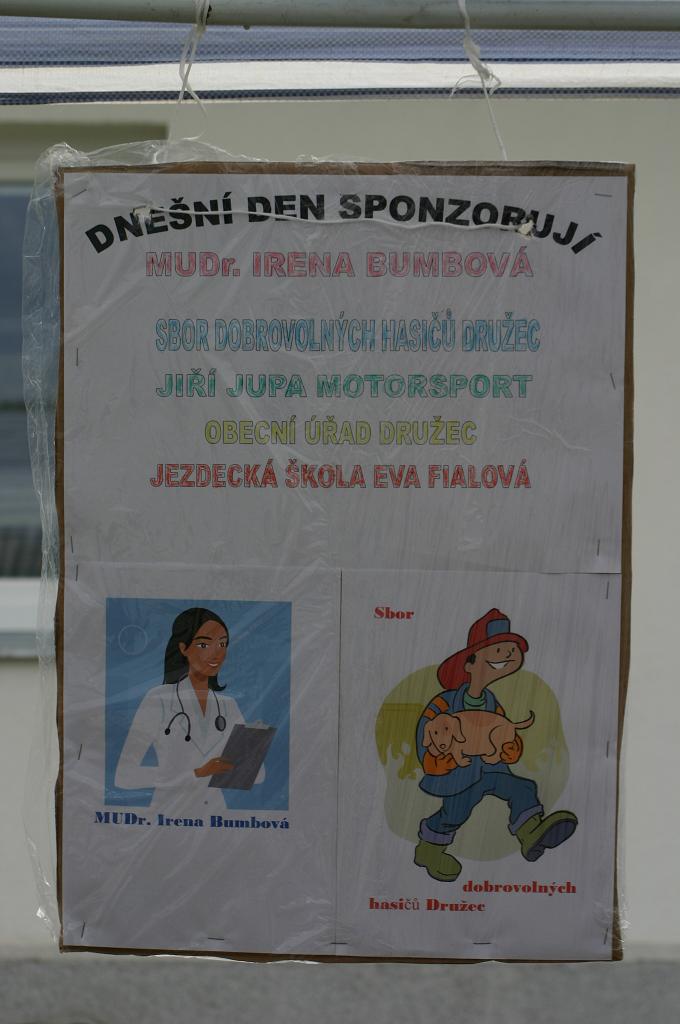 DNEŠNÍ DEN SPONZORUJÍ
MUDr. IRENA BUMBOVÁ
SBOR DOBROVOLNÝCH HASIČŮ DRUŽEC
JIŘÍ JUPA MOTORSPORT
OBECNÍ ÚŘAD DRUŽEC
JEZDECKÁ ŠKOLA EVA FIALOVÁ
MUDr. Irena Bumbová
Sbor
dobrovolných
hasičů Družec